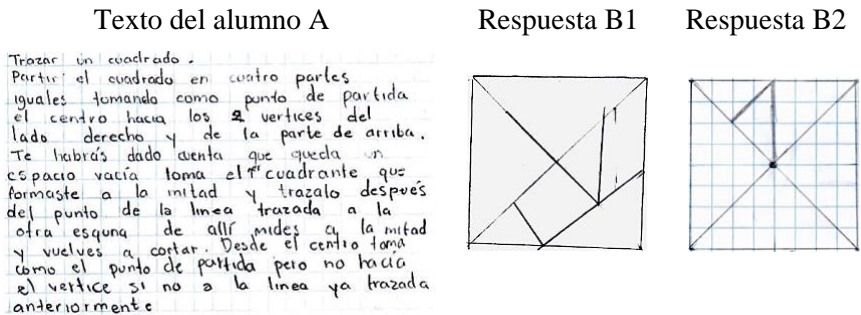 Texto del alumno A
Respuesta B1
Respuesta B2
Trazar un cuadrado.
Partir el cuadrado en cuatro partes
iguales tomando como punto de partida
el centro hacia los 2 vertices del
lado derecho y de la parte de arriba.
Te habrás dado cuenta que queda un
espacio vacía toma el 1er cuadrante que
formaste a la mitad y trazalo después
del punto de la linea trazada a la
otra esquna de allí mides a la mitad
y vuelves a cortar. Desde el centro toma
como el punto de partida pero no hacia
el vertice si no a la linea ya trazada
anteriormente